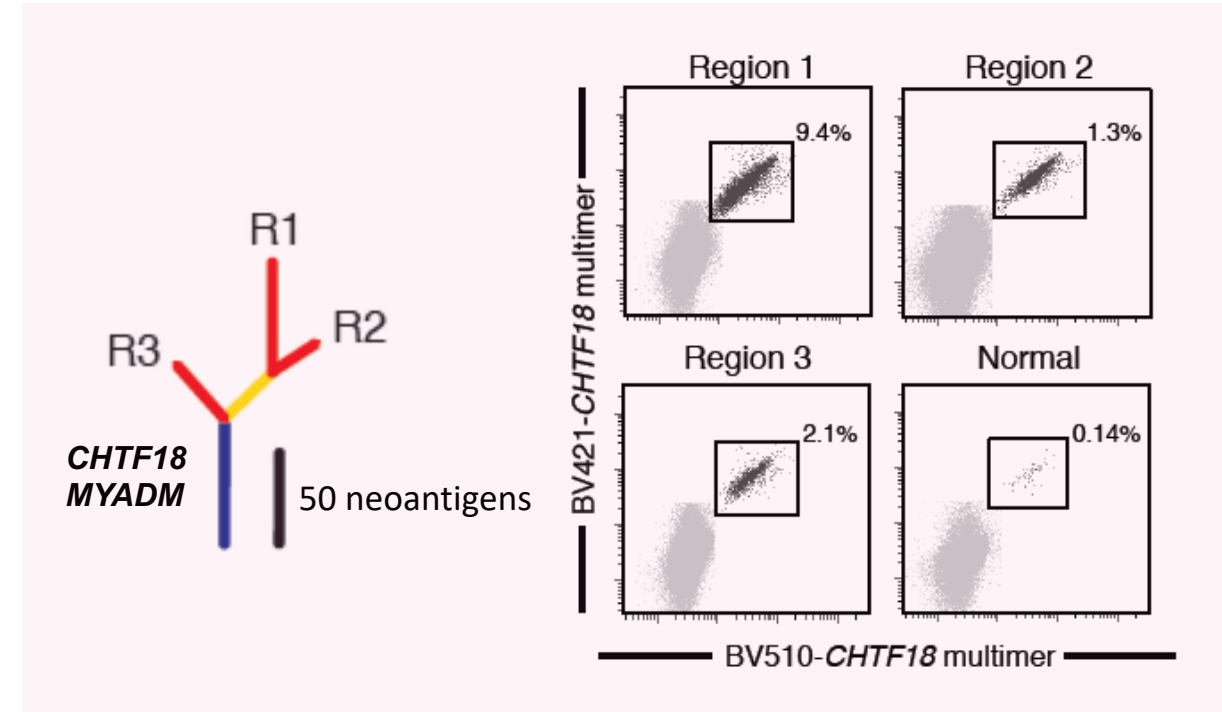 R1
R2
R3
CHTF18
MYADM
50 neoantigens
Region 1
9.4%
Region 2
1.3%
Region 3
2.1%
Normal
0.14%
BV421-CHTF18 multimer
BV510-CHTF18 multimer